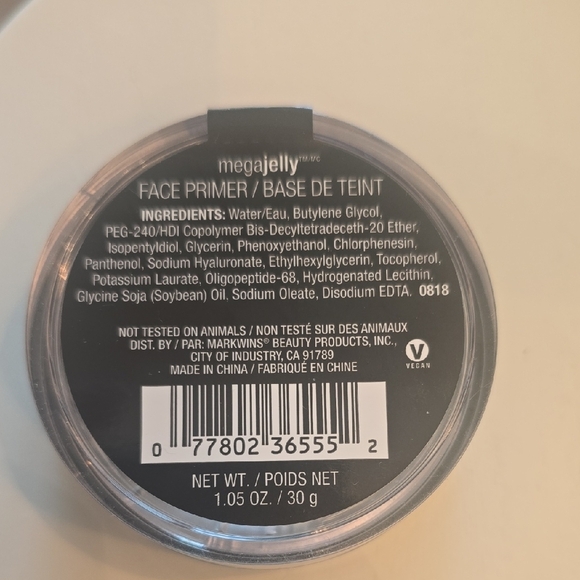 megajelly™/MC
FACE PRIMER / BASE DE TEINT
INGREDIENTS: Water/Eau, Butylene Glycol,
PEG-240/HDI Copolymer Bis-Decyltetradeceth-20 Ether,
Isopentyldiol, Glycerin, Phenoxyethanol, Chlorphenesin,
Panthenol, Sodium Hyaluronate, Ethylhexylglycerin, Tocopherol,
Potassium Laurate, Oligopeptide-68, Hydrogenated Lecithin,
Glycine Soja (Soybean) Oil, Sodium Oleate, Disodium EDTA. 0818
NOT TESTED ON ANIMALS / NON TESTÉ SUR DES ANIMAUX
DIST. BY / PAR: MARKWINS® BEAUTY PRODUCTS, INC.,
CITY OF INDUSTRY, CA 91789
MADE IN CHINA / FABRIQUÉ EN CHINE
V
VEGAN
0 77802 36555 2
NET WT. / POIDS NET
1.05 OZ. / 30 g